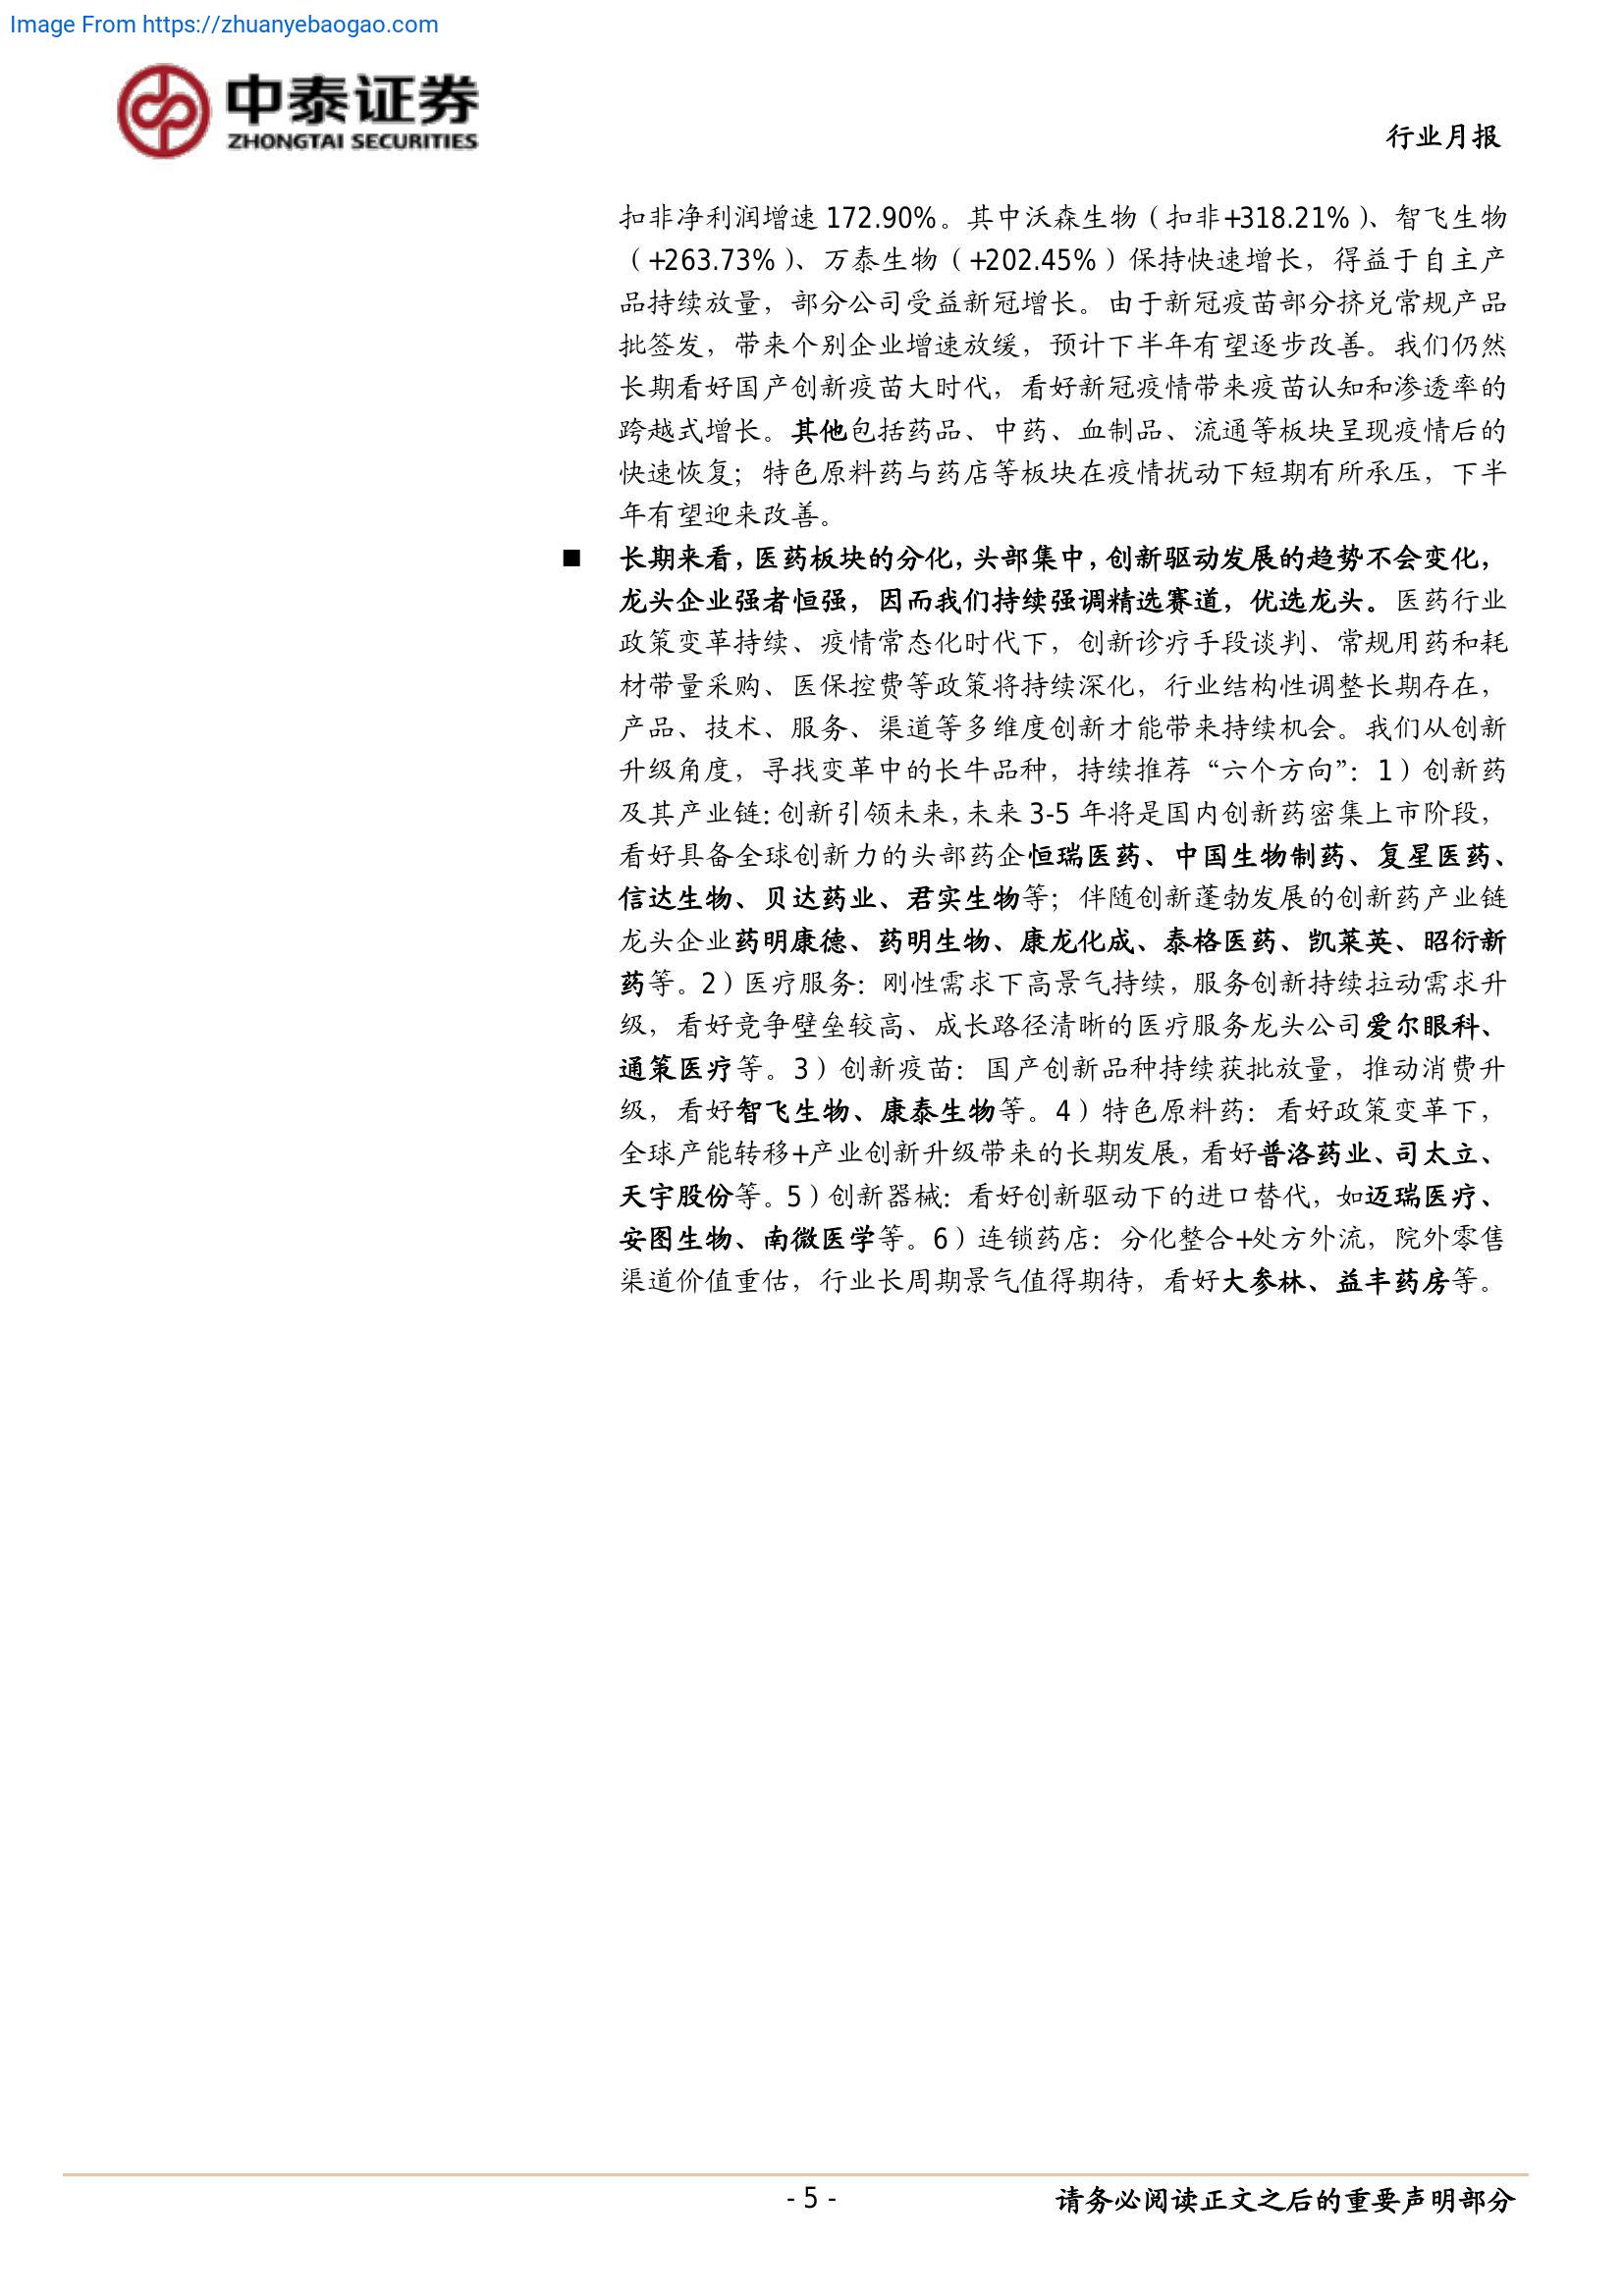 Image From https://zhuanyebaogao.com
中泰证券
ZHONGTAI SECURITIES
行业月报
扣非净利润增速 172.90%。其中沃森生物（扣非+318.21%）、智飞生物
（+263.73%）、万泰生物（+202.45%）保持快速增长，得益于自主产
品持续放量，部分公司受益新冠增长。由于新冠疫苗部分挤兑常规产品
批签发，带来个别企业增速放缓，预计下半年有望逐步改善。我们仍然
长期看好国产创新疫苗大时代，看好新冠疫情带来疫苗认知和渗透率的
跨越式增长。其他包括药品、中药、血制品、流通等板块呈现疫情后的
快速恢复；特色原料药与药店等板块在疫情扰动下短期有所承压，下半
年有望迎来改善。
■ 长期来看，医药板块的分化，头部集中，创新驱动发展的趋势不会变化，
龙头企业强者恒强，因而我们持续强调精选赛道，优选龙头。医药行业
政策变革持续、疫情常态化时代下，创新诊疗手段谈判、常规用药和耗
材带量采购、医保控费等政策将持续深化，行业结构性调整长期存在，
产品、技术、服务、渠道等多维度创新才能带来持续机会。我们从创新
升级角度，寻找变革中的长牛品种，持续推荐“六个方向”：1）创新药
及其产业链：创新引领未来，未来 3-5 年将是国内创新药密集上市阶段，
看好具备全球创新力的头部药企恒瑞医药、中国生物制药、复星医药、
信达生物、贝达药业、君实生物等；伴随创新蓬勃发展的创新药产业链
龙头企业药明康德、药明生物、康龙化成、泰格医药、凯莱英、昭衍新
药等。2）医疗服务：刚性需求下高景气持续，服务创新持续拉动需求升
级，看好竞争壁垒较高、成长路径清晰的医疗服务龙头公司爱尔眼科、
通策医疗等。3）创新疫苗：国产创新品种持续获批放量，推动消费升
级，看好智飞生物、康泰生物等。4）特色原料药：看好政策变革下，
全球产能转移+产业创新升级带来的长期发展，看好普洛药业、司太立、
天宇股份等。5）创新器械：看好创新驱动下的进口替代，如迈瑞医疗、
安图生物、南微医学等。6）连锁药店：分化整合+处方外流，院外零售
渠道价值重估，行业长周期景气值得期待，看好大参林、益丰药房等。
- 5 -
请务必阅读正文之后的重要声明部分